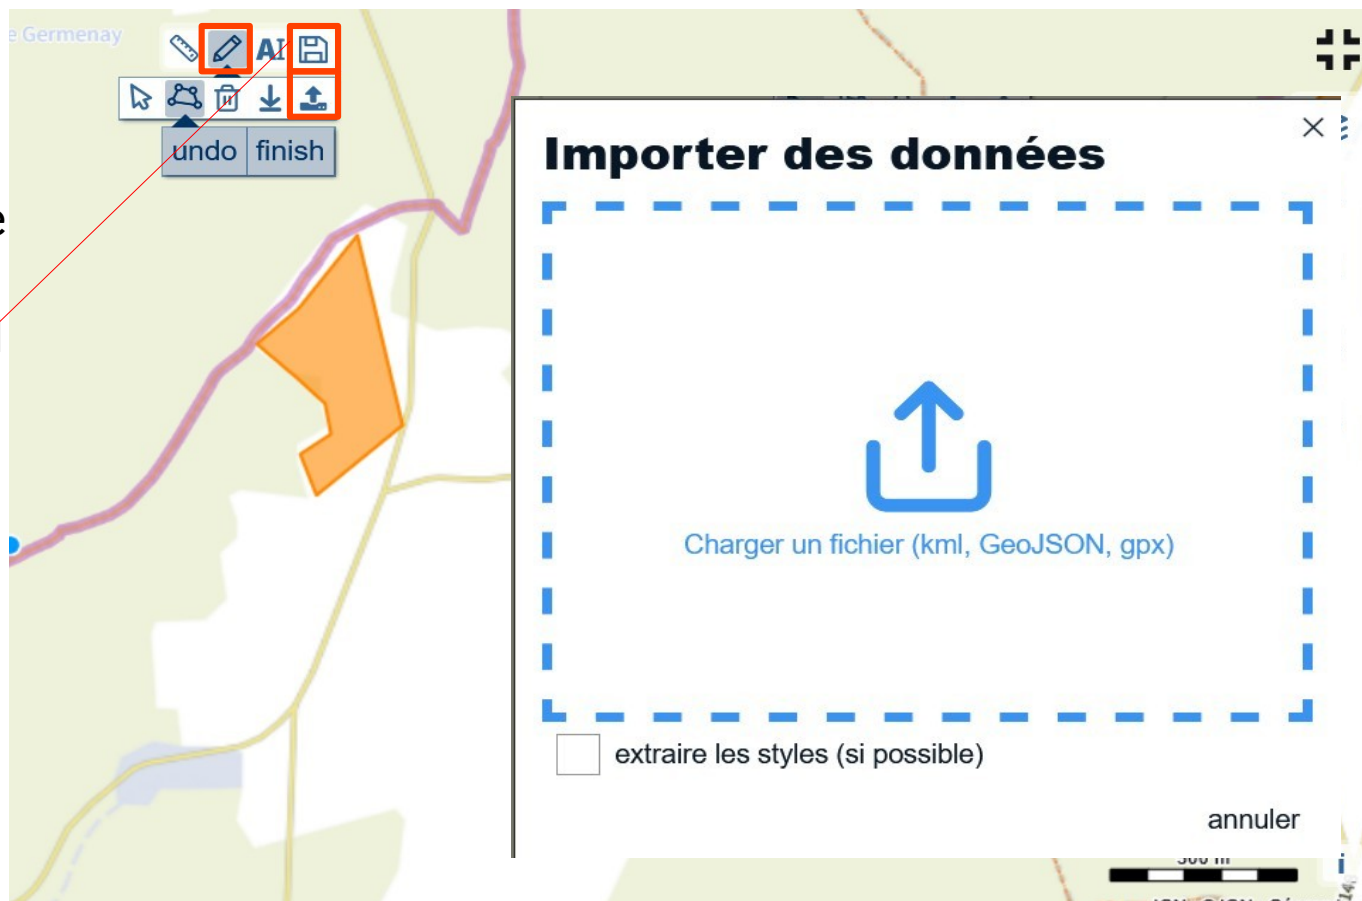 e Germenay
AI
undo finish
e
Importer des données
Charger un fichier (kml, GeoJSON, gpx)
extraire les styles (si possible)
annuler
500 m